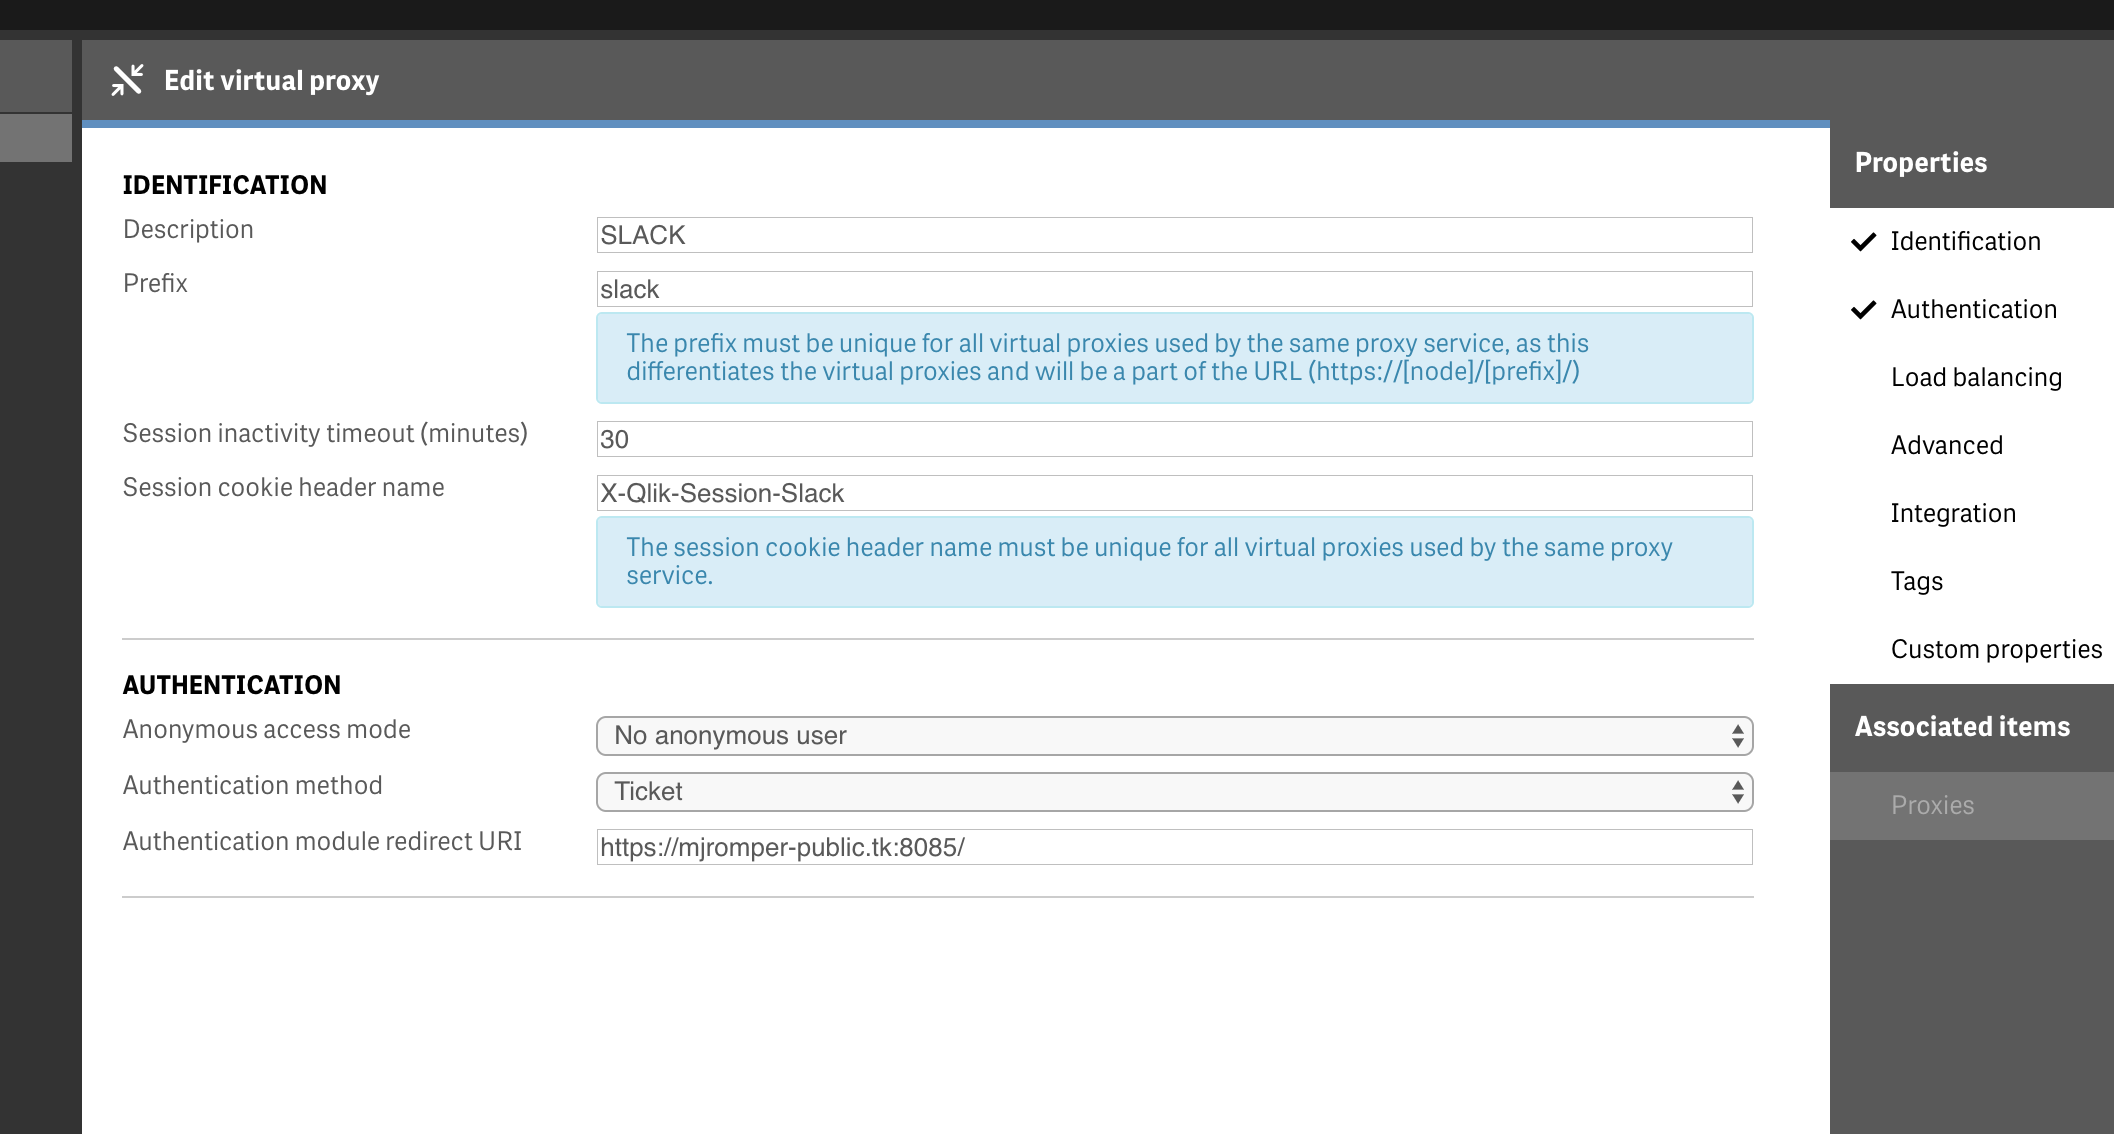 Edit virtual proxy
IDENTIFICATION
Description
SLACK
Prefix
slack
The prefix must be unique for all virtual proxies used by the same proxy service, as this
differentiates the virtual proxies and will be a part of the URL (https://[node]/[prefix]/)
Session inactivity timeout (minutes)
30
Session cookie header name
X-Qlik-Session-Slack
The session cookie header name must be unique for all virtual proxies used by the same proxy
service.
AUTHENTICATION
Anonymous access mode
No anonymous user
Authentication method
Ticket
Authentication module redirect URI
https://mjromper-public.tk:8085/
Properties
Identification
Authentication
Load balancing
Advanced
Integration
Tags
Custom properties
Associated items
Proxies